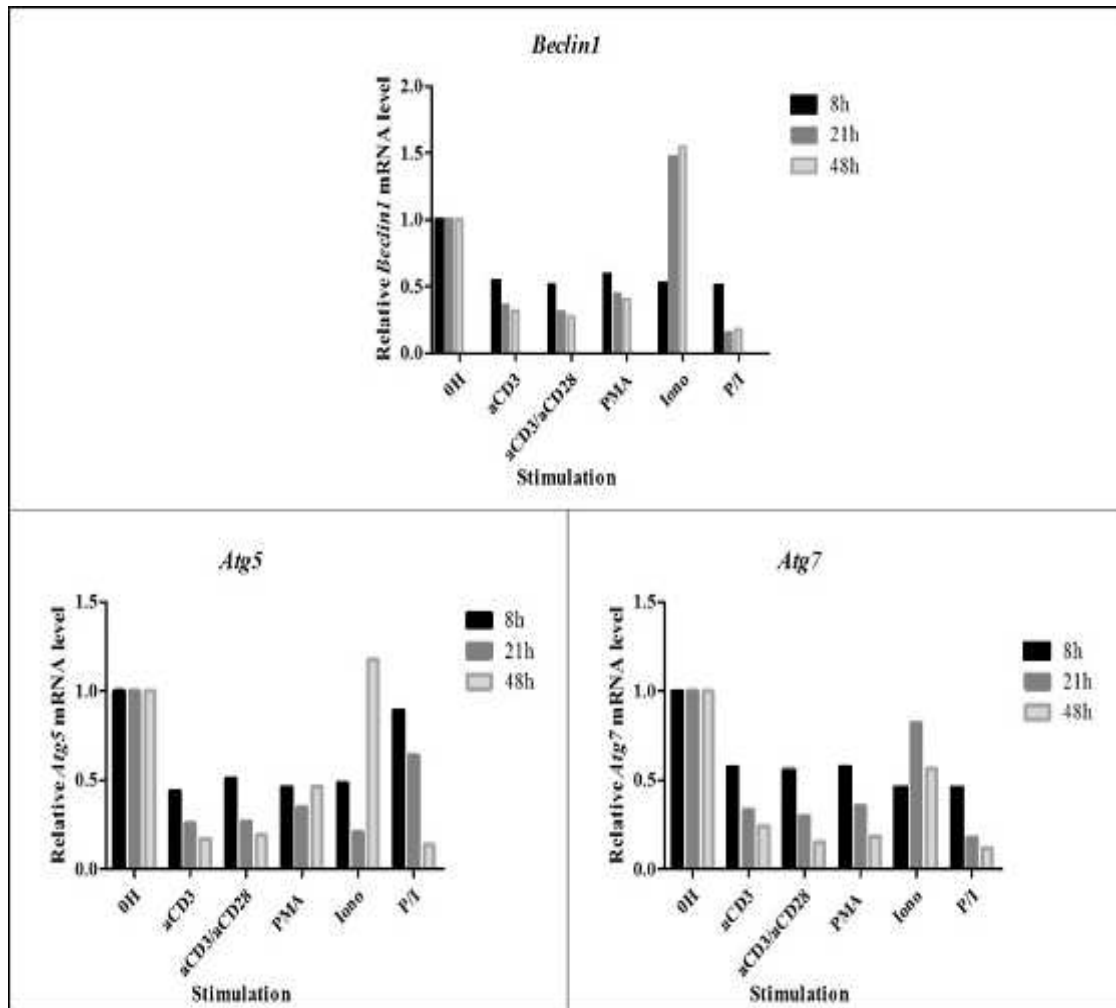 Beclin1
Relative Beclin1 mRNA level
2.0
1.5
1.0
0.5
0.0
8h
21h
48h
0H
aCD3
aCD3/aCD28
PMA
Iono
P/I
Stimulation
Atg5
Relative Atg5 mRNA level
1.5
1.0
0.5
0.0
8h
21h
48h
0H
aCD3
aCD3/aCD28
PMA
Iono
P/I
Stimulation
Atg7
Relative Atg7 mRNA level
1.5
1.0
0.5
0.0
8h
21h
48h
0H
aCD3
aCD3/aCD28
PMA
Iono
P/I
Stimulation